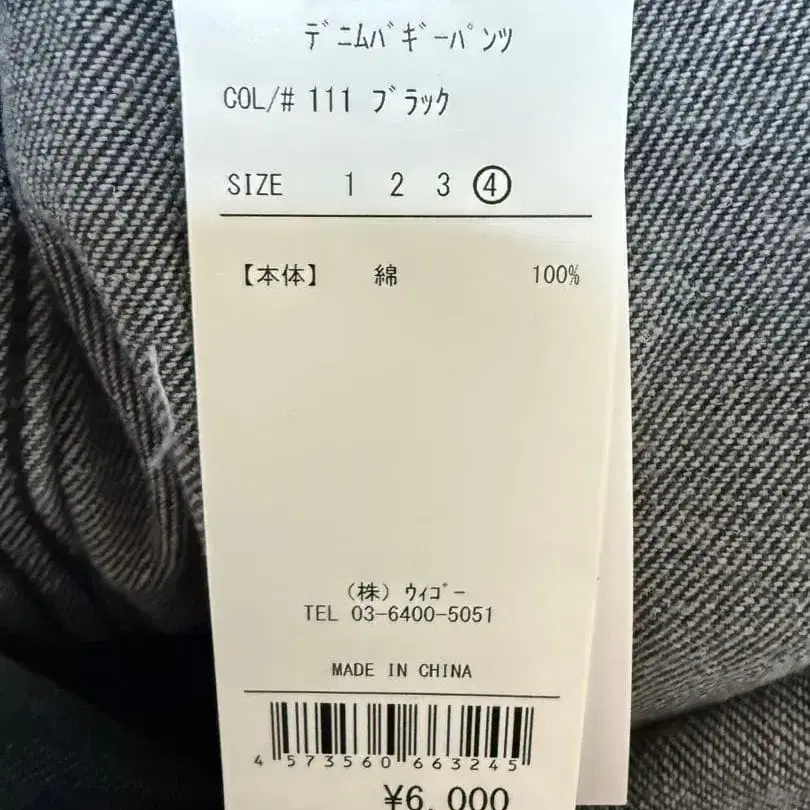 ﾃﾞﾆﾑﾊﾞｷﾞｰﾊﾟﾝﾂ
COL/# 111 ﾌﾞﾗｯｸ
SIZE 1 2 3 ④
【本体】 綿 100%
（株）ｳｨｺﾞｰ
TEL 03-6400-5051
MADE IN CHINA
4 573560 663245
¥6,000